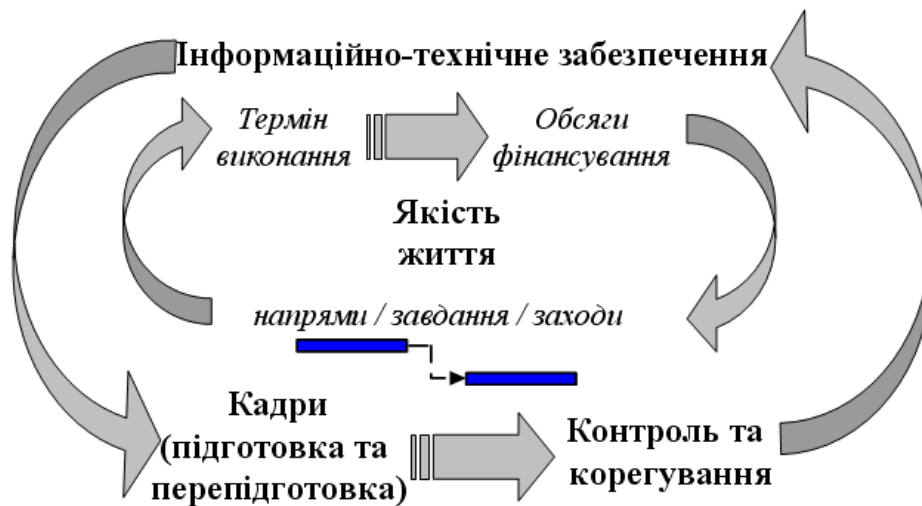 Інформаційно-технічне забезпечення
Термін
виконання
Обсяги
фінансування
Якість
життя
напрями / завдання / заходи
Кадри
(підготовка та
перепідготовка)
Контроль та
корегування